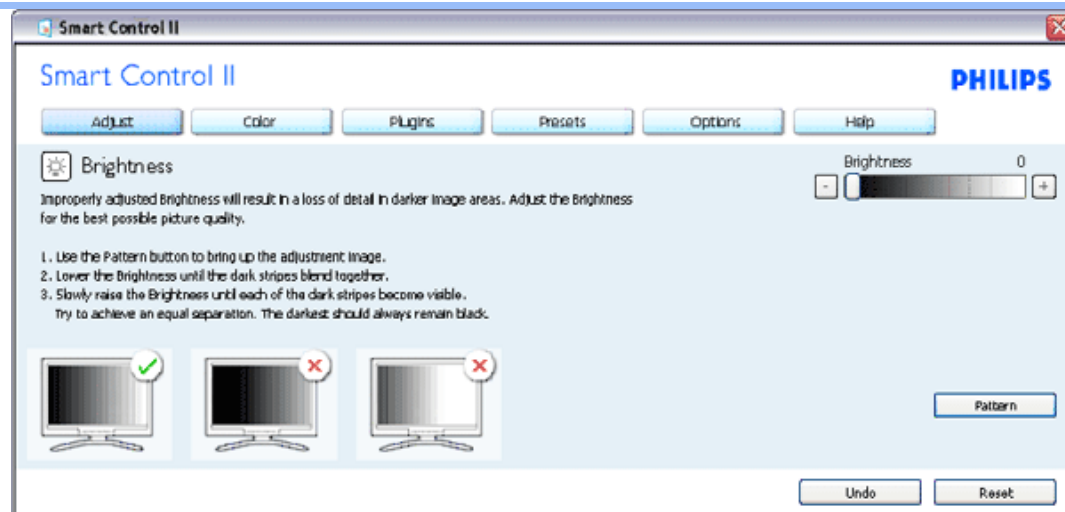 Smart Control II
Smart Control II
PHILIPS
Adjust Color Plugins Presets Options Help
Brightness
Brightness 0
- +
Improperly adjusted Brightness will result in a loss of detail in darker image areas. Adjust the Brightness
for the best possible picture quality.
1. Use the Pattern button to bring up the adjustment image.
2. Lower the Brightness until the dark stripes blend together.
3. Slowly raise the Brightness until each of the dark stripes become visible.
Try to achieve an equal separation. The darkest should always remain black.
Pattern
Undo Reset